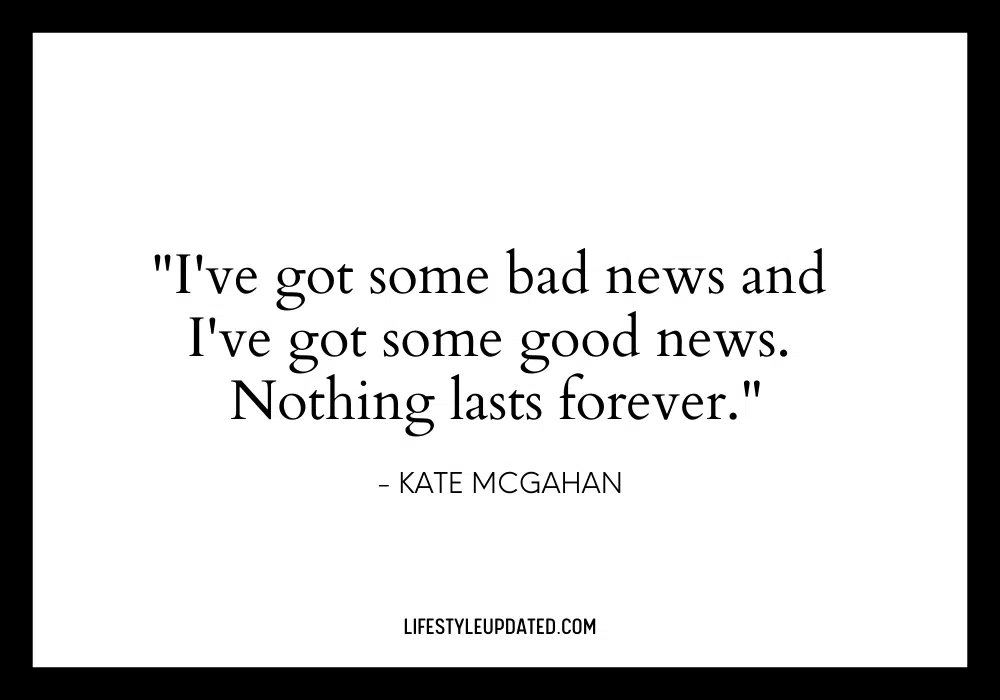 "I've got some bad news and
I've got some good news.
Nothing lasts forever."
- KATE MCGAHAN
LIFESTYLEUPDATED.COM